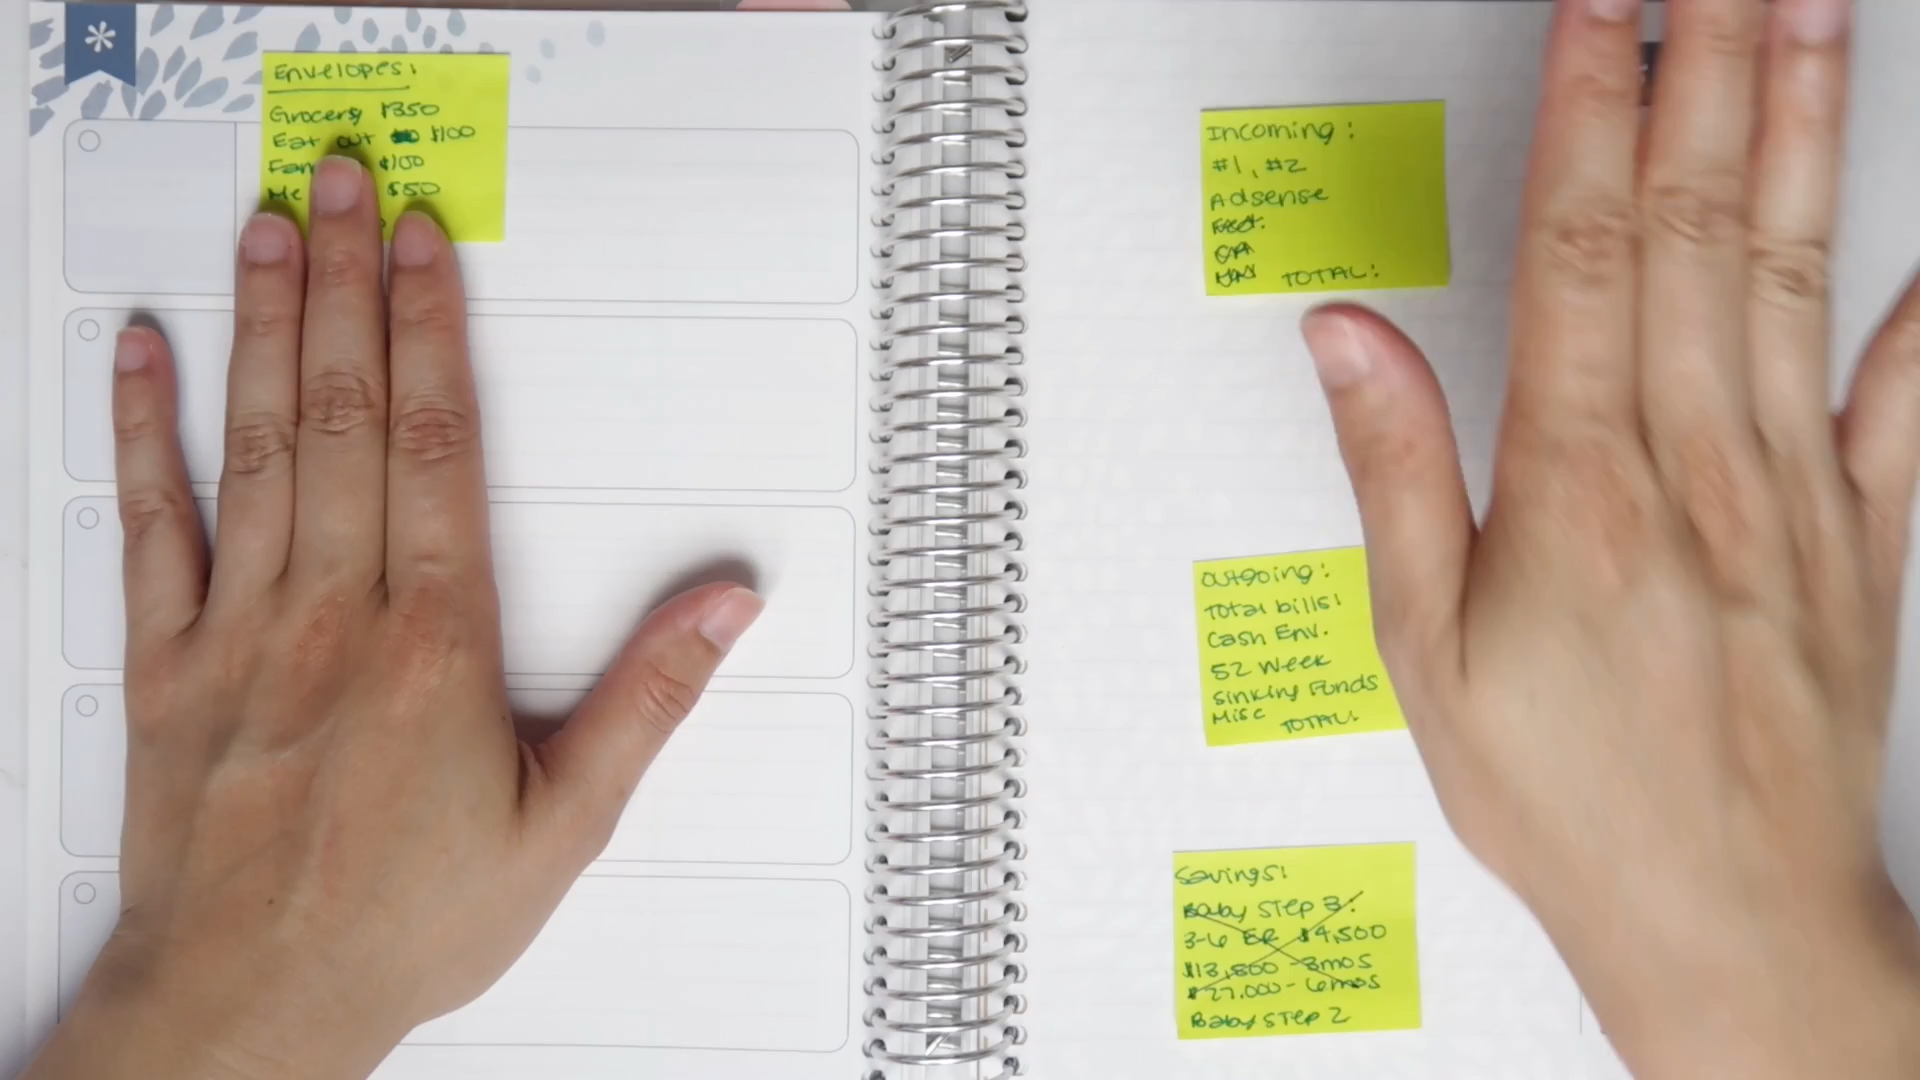 Envelopes:
Grocery $350
Eat out $100
$100
Me $50
Incoming:
#1, #2
Adsense
TOTAL:
Outgoing:
Total bills:
Cash Env.
52 Week
Sinking Funds
Misc TOTAL:
Savings:
Baby Step 3:
3-6 EF $4,500
$13,800 - 3mos
$27,000 - 6mos
Baby Step 2